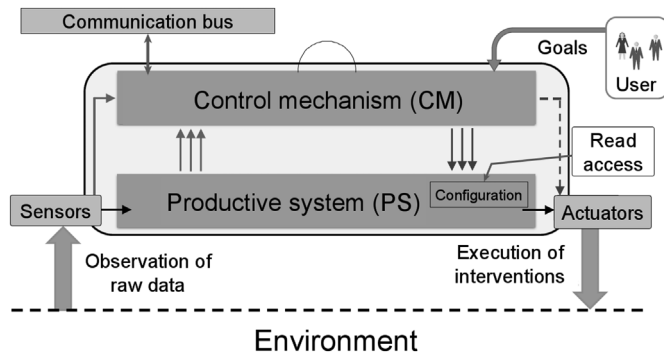 Communication bus
Goals
User
Control mechanism (CM)
Read
access
Configuration
Productive system (PS)
Sensors
Actuators
Observation of
raw data
Execution of
interventions
Environment